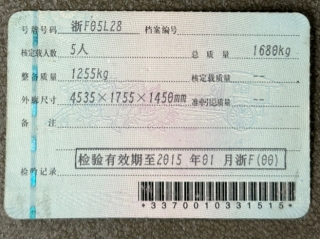 号牌号码 浙F05L28 档案编号
核定载人数 5人 总质量 1680kg
整备质量 1255kg 核定载质量 --
外廓尺寸 4535×1755×1450mm 准牵引总质量 --
备注
检验有效期至2015年01月浙F(00)
检验记录
*3370010331515*